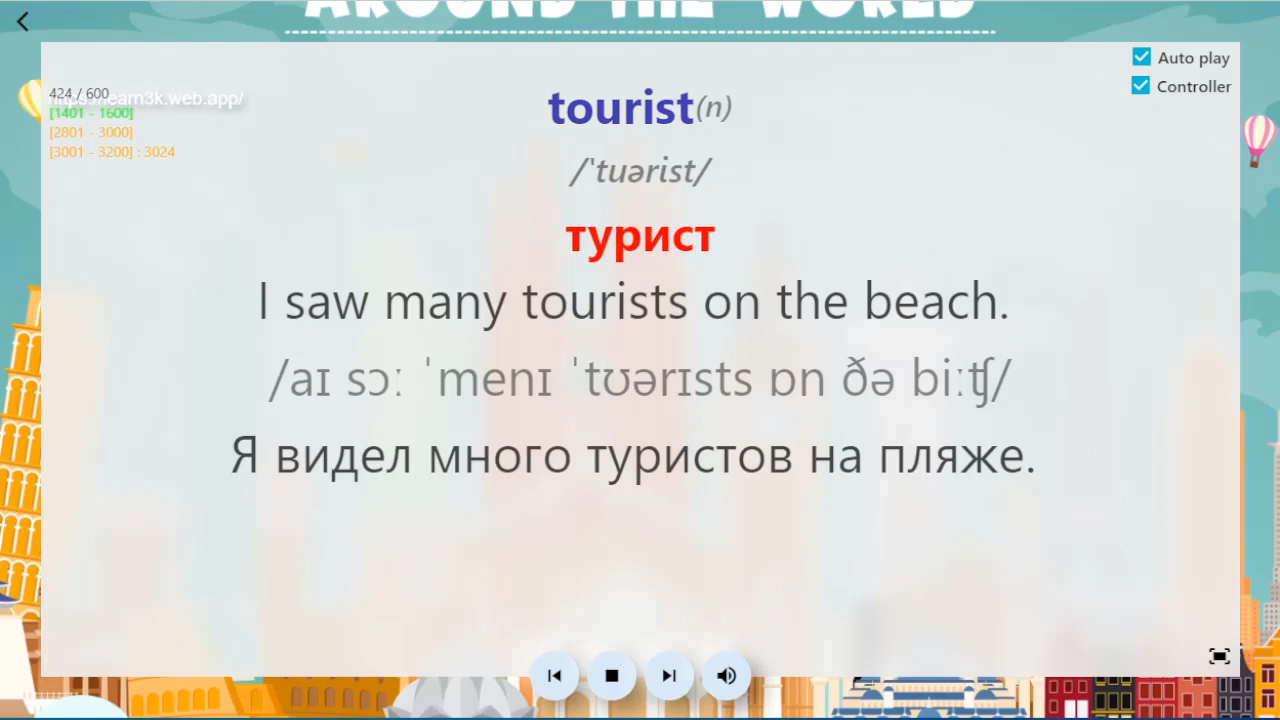 AROUND THE WORLD
Auto play
Controller
424 / 600
https://learn3k.web.app/
[1401 - 1600]
[2801 - 3000]
[3001 - 3200] : 3024
tourist(n)
/'tuərist/
турист
I saw many tourists on the beach.
/aɪ sɔː ˈmenɪ ˈtʊərɪsts ɒn ðə biːʧ/
Я видел много туристов на пляже.